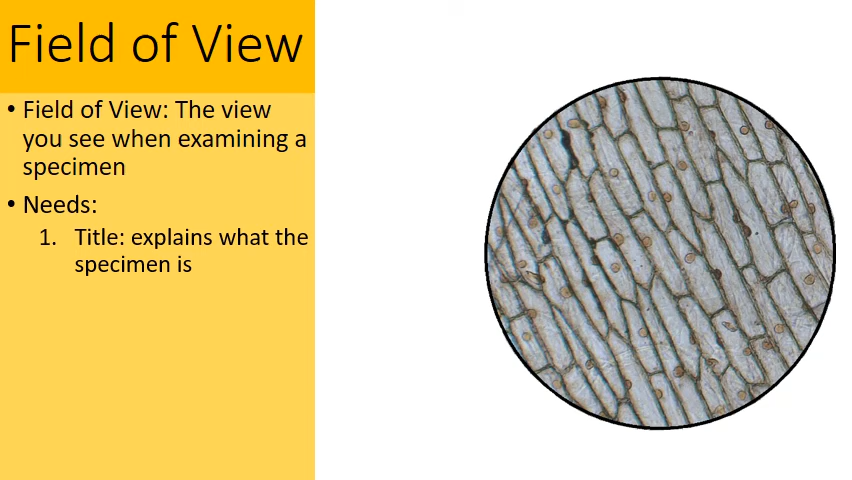 Field of View
• Field of View: The view
you see when examining a
specimen
• Needs:
1. Title: explains what the
specimen is